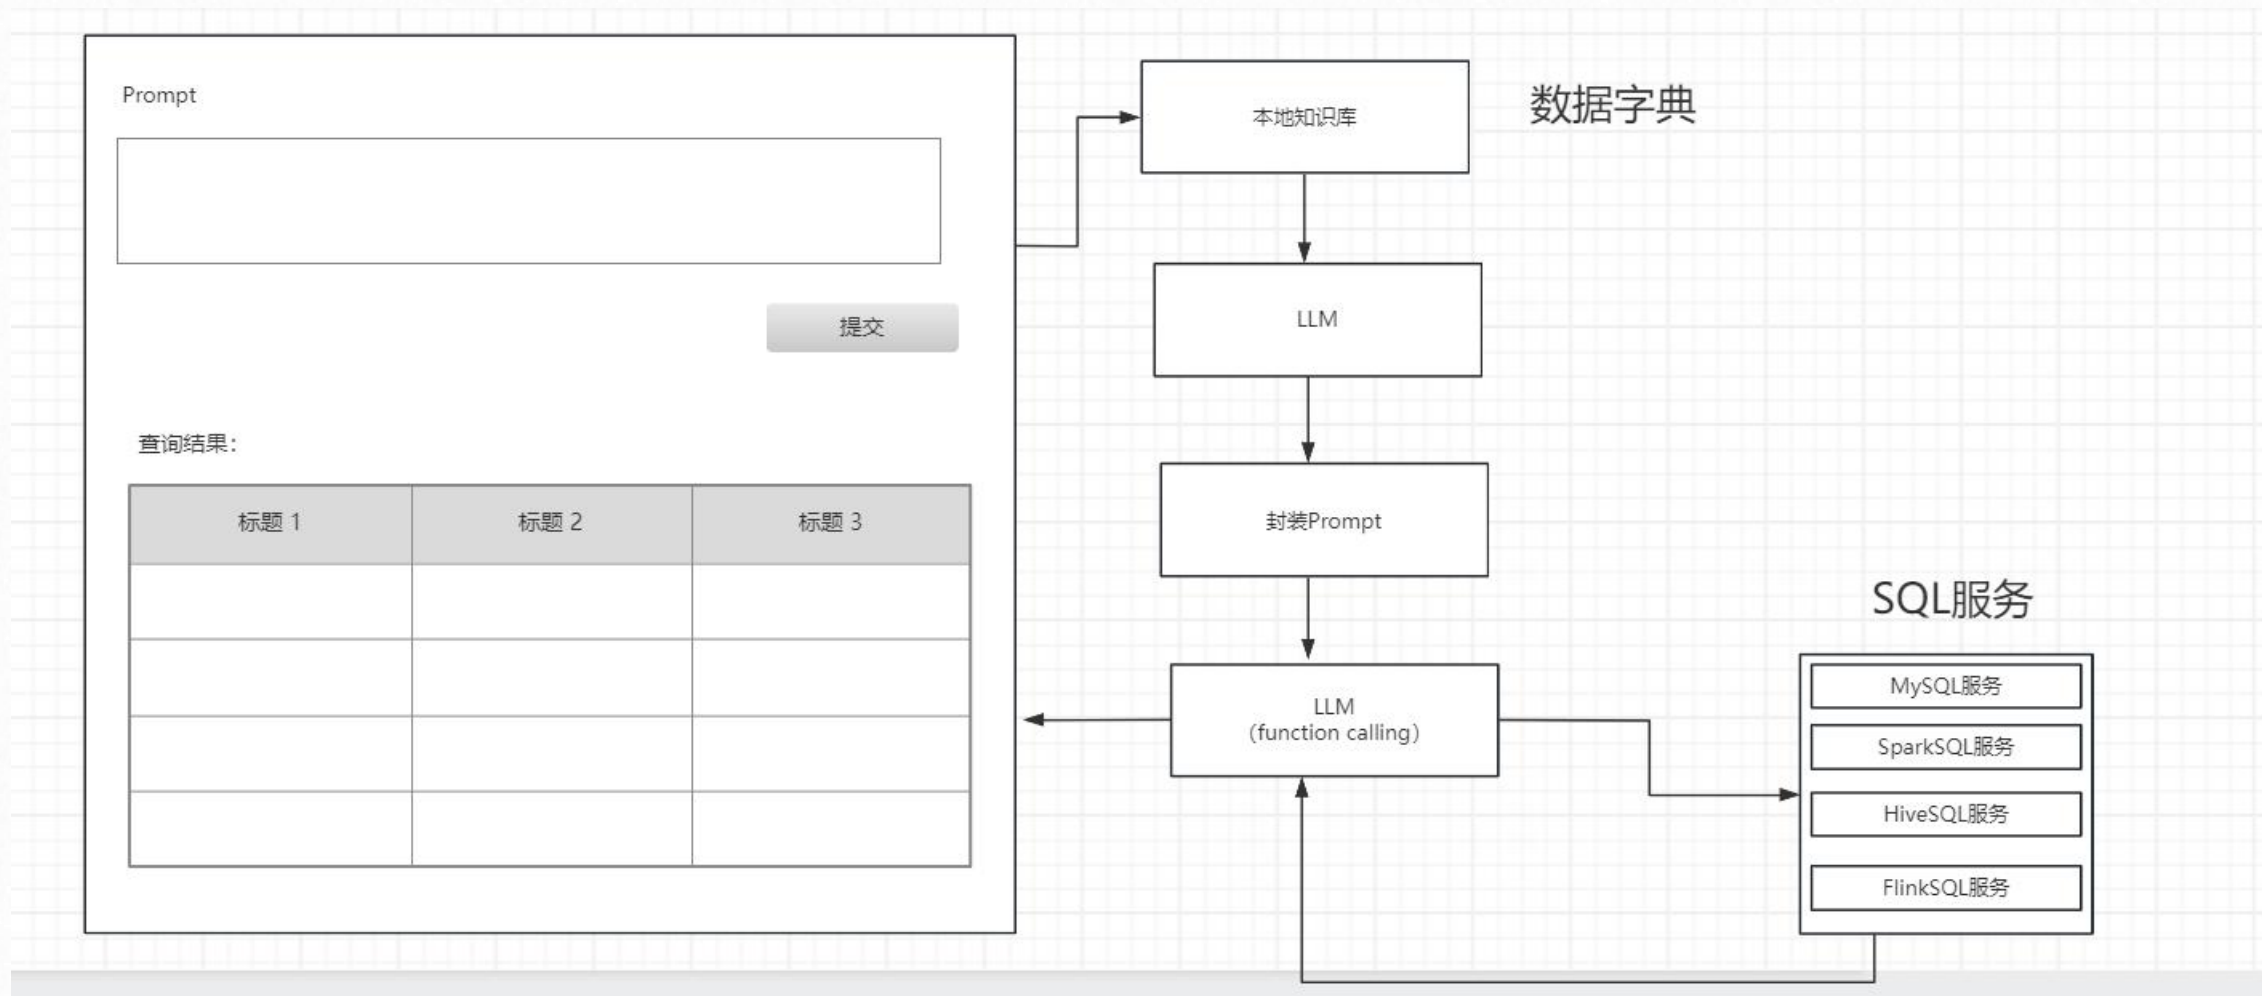 Prompt
提交
查询结果：
标题 1
标题 2
标题 3
本地知识库
数据字典
LLM
封装Prompt
LLM
（function calling）
SQL服务
MySQL服务
SparkSQL服务
HiveSQL服务
FlinkSQL服务